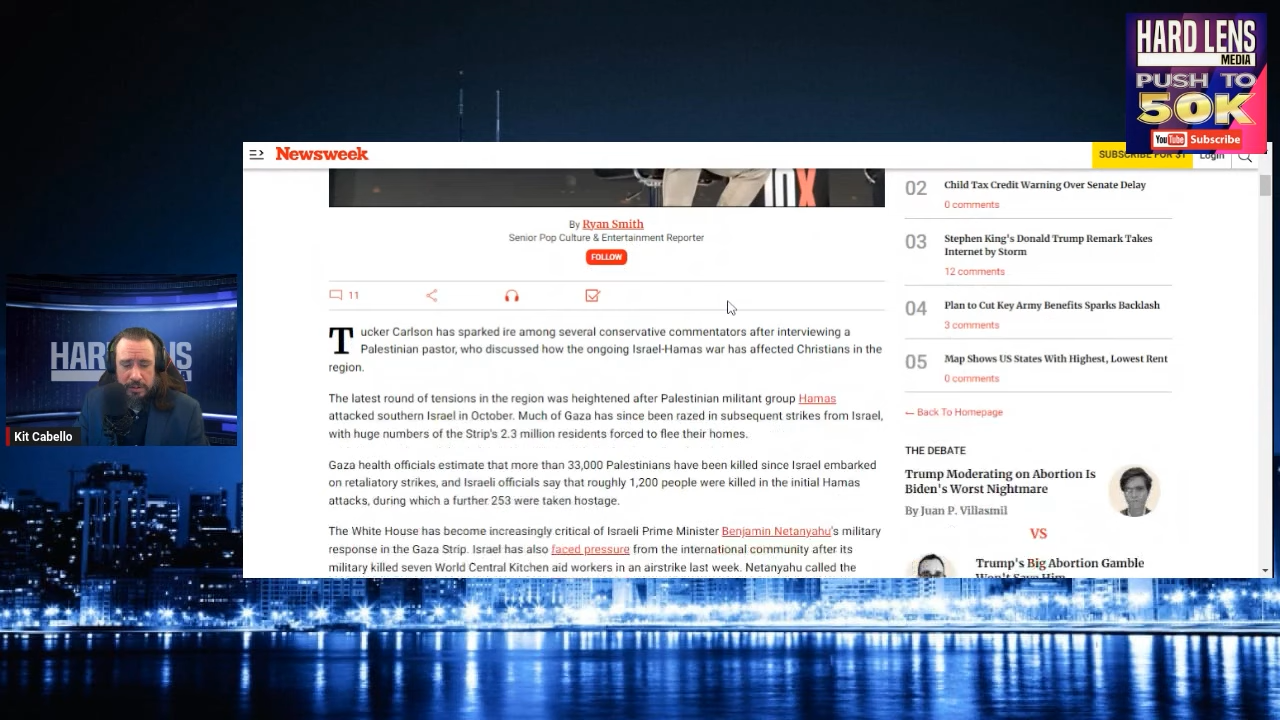 HARD LENS
MEDIA
PUSH TO
50K
YouTube Subscribe
Newsweek
SUBSCRIBE FOR $1
Login
By Ryan Smith
Senior Pop Culture & Entertainment Reporter
FOLLOW
11
Tucker Carlson has sparked ire among several conservative commentators after interviewing a
Palestinian pastor, who discussed how the ongoing Israel-Hamas war has affected Christians in the
region.
The latest round of tensions in the region was heightened after Palestinian militant group Hamas
attacked southern Israel in October. Much of Gaza has since been razed in subsequent strikes from Israel,
with huge numbers of the Strip's 2.3 million residents forced to flee their homes.
Gaza health officials estimate that more than 33,000 Palestinians have been killed since Israel embarked
on retaliatory strikes, and Israeli officials say that roughly 1,200 people were killed in the initial Hamas
attacks, during which a further 253 were taken hostage.
The White House has become increasingly critical of Israeli Prime Minister Benjamin Netanyahu's military
response in the Gaza Strip. Israel has also faced pressure from the international community after its
military killed seven World Central Kitchen aid workers in an airstrike last week. Netanyahu called the
02 Child Tax Credit Warning Over Senate Delay
0 comments
03 Stephen King's Donald Trump Remark Takes
Internet by Storm
12 comments
04 Plan to Cut Key Army Benefits Sparks Backlash
3 comments
05 Map Shows US States With Highest, Lowest Rent
0 comments
← Back To Homepage
THE DEBATE
Trump Moderating on Abortion Is
Biden's Worst Nightmare
By Juan P. Villasmil
VS
Trump's Big Abortion Gamble
Won't Save Him
Kit Cabello